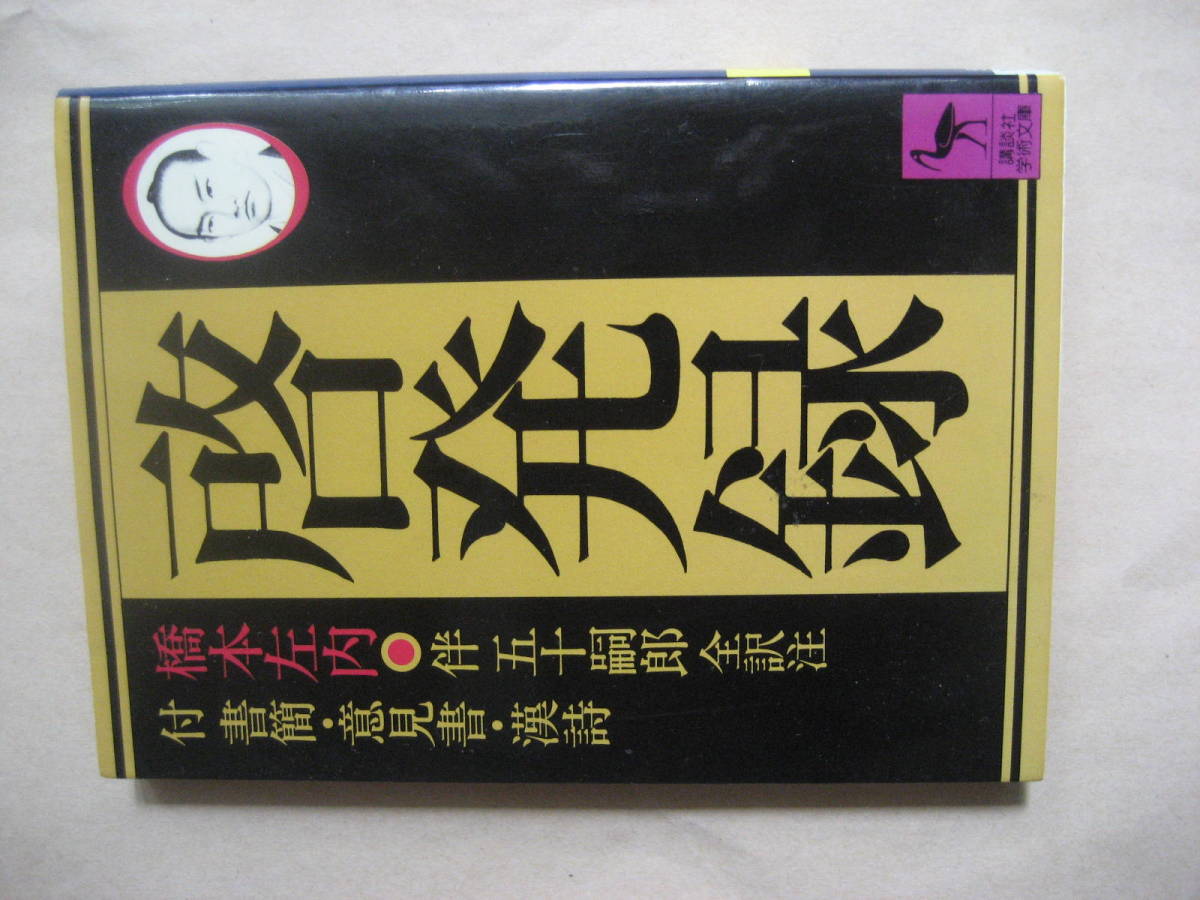 啓発録
橋本左内 伴 五十嗣郎 全訳注
付 書簡・意見書・漢詩
講談社
学術文庫